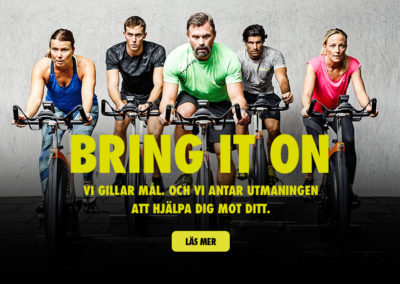 BRING IT ON
VI GILLAR MÅL. OCH VI ANTAR UTMANINGEN
ATT HJÄLPA DIG MOT DITT.
LÄS MER